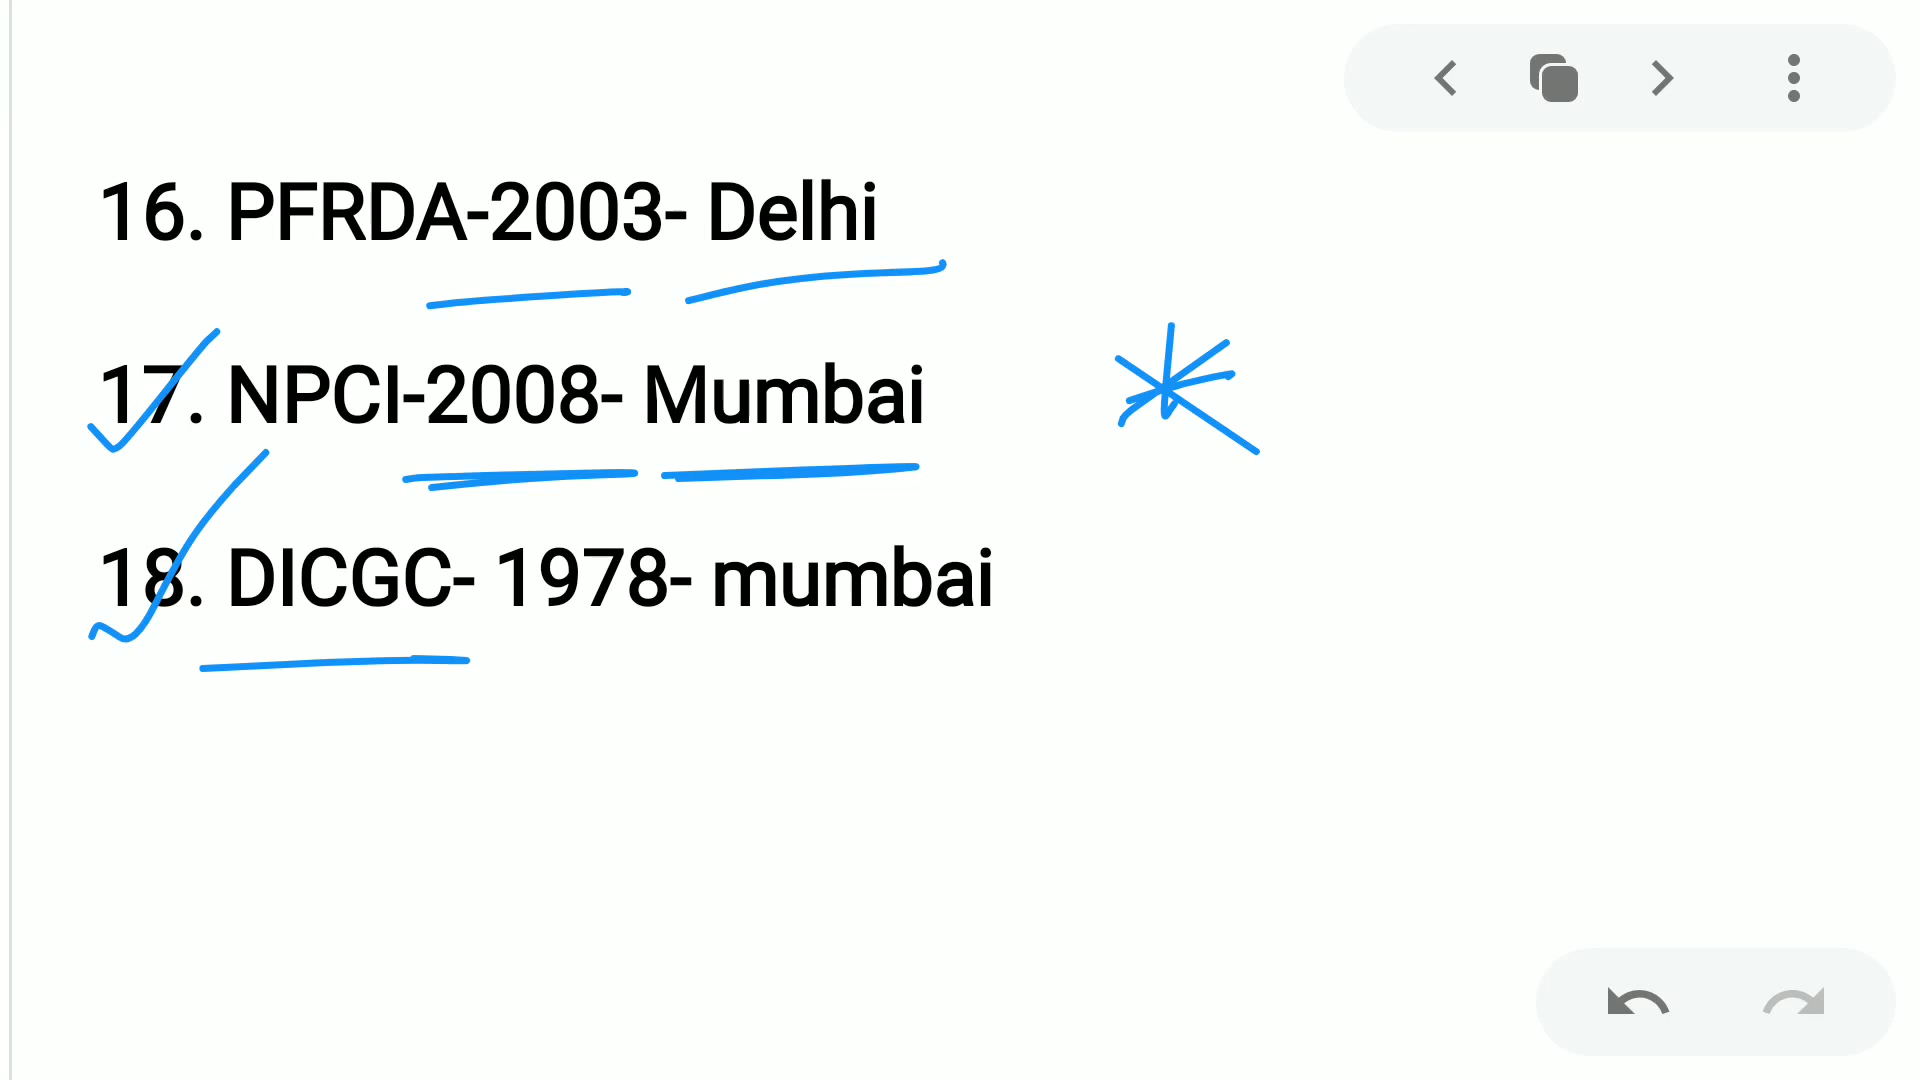 16. PFRDA-2003- Delhi
17. NPCI-2008- Mumbai
18. DICGC- 1978- mumbai